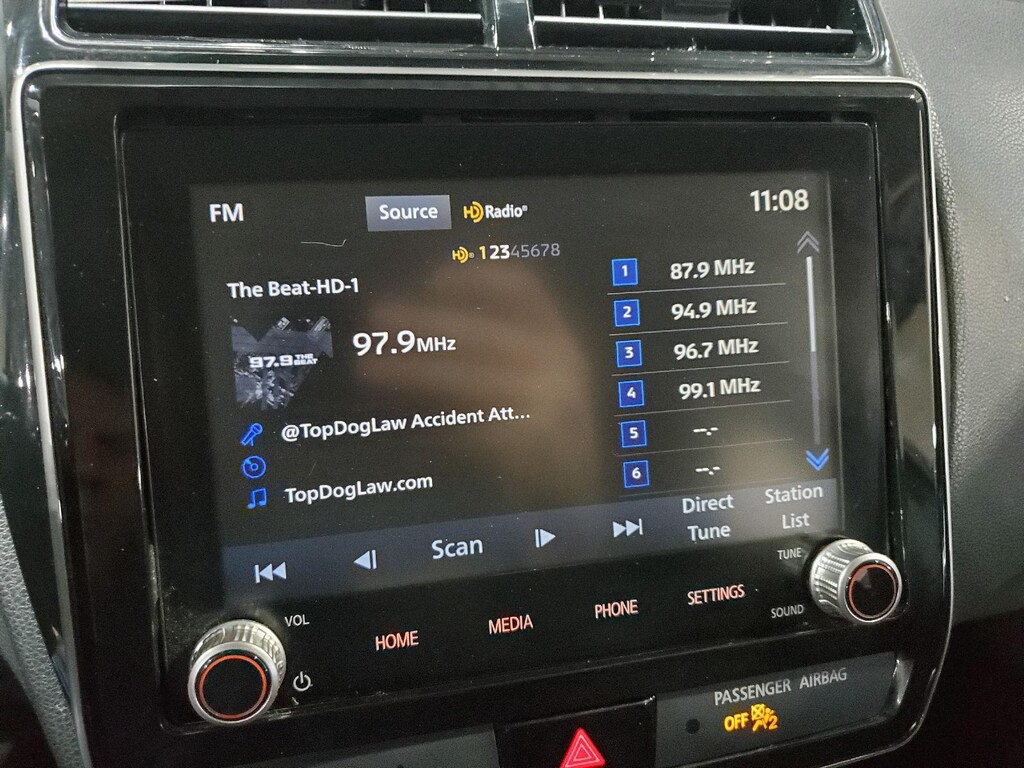 FM
Source
HD Radio®
11:08
HD® 12345678
The Beat-HD-1
97.9 THE BEAT
97.9MHz
@TopDogLaw Accident Att...
TopDogLaw.com
1 87.9 MHz
2 94.9 MHz
3 96.7 MHz
4 99.1 MHz
5 --.-
6 --.-
Scan
Direct
Tune
Station
List
VOL
HOME
MEDIA
PHONE
SETTINGS
TUNE
SOUND
PASSENGER AIRBAG
OFF 2